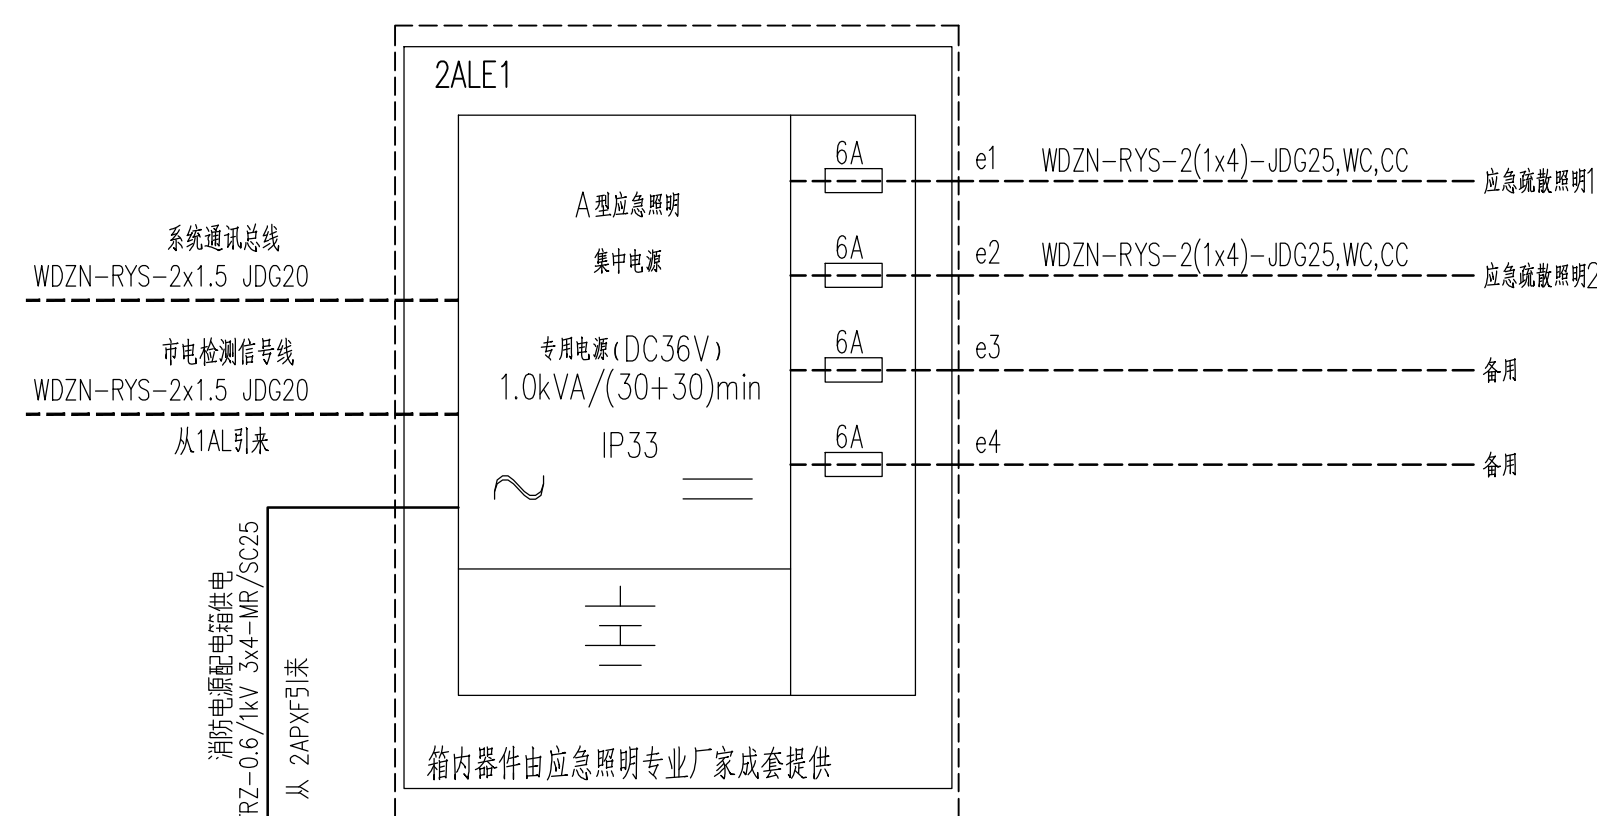 2ALE1
A型应急照明
集中电源
专用电源(DC36V)
1.0kVA/(30+30)min
IP33
系统通讯总线
WDZN-RYS-2x1.5 JDG20
市电检测信号线
WDZN-RYS-2x1.5 JDG20
从1AL引来
消防电源配电箱供电
TRZ-0.6/1kV 3x4-MR/SC25
从 2APXF引来
6A
e1
WDZN-RYS-2(1x4)-JDG25,WC,CC
应急疏散照明1
6A
e2
WDZN-RYS-2(1x4)-JDG25,WC,CC
应急疏散照明2
6A
e3
备用
6A
e4
备用
箱内器件由应急照明专业厂家成套提供